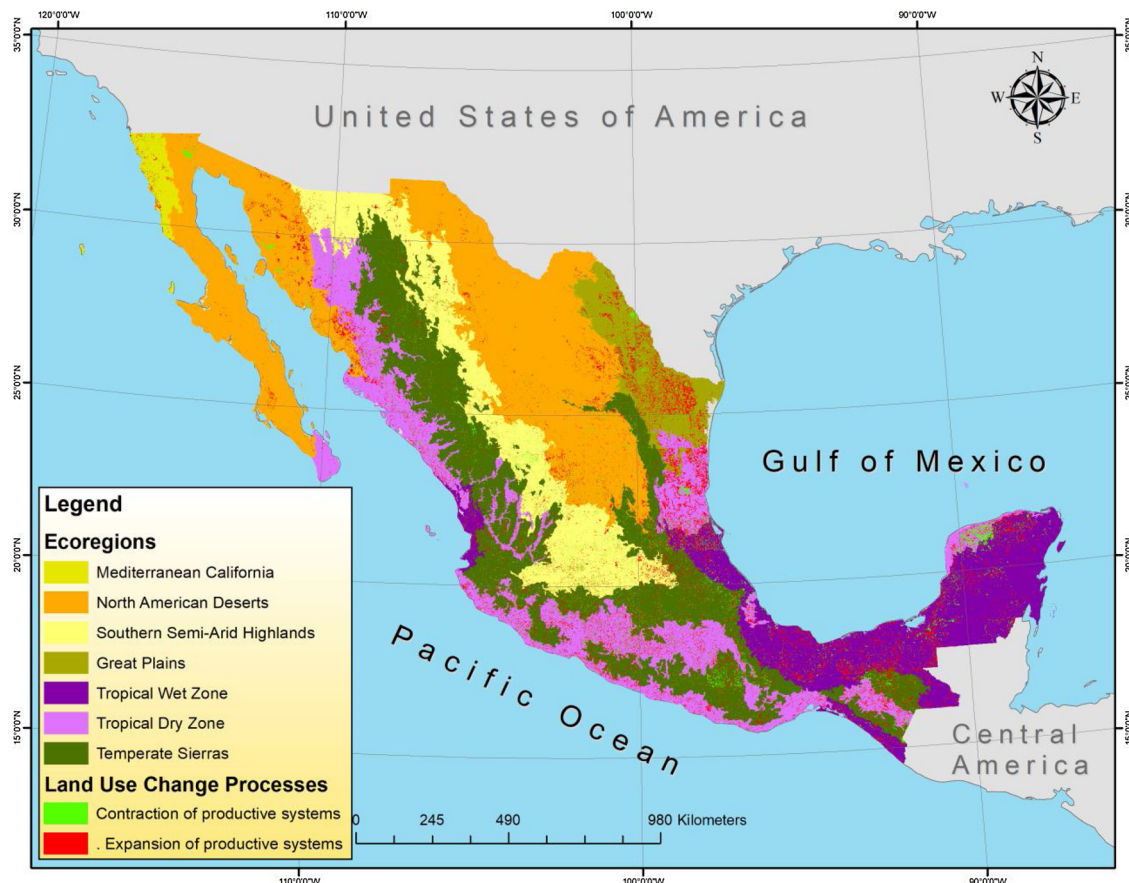 120°0'0"W
110°0'0"W
100°0'0"W
90°0'0"W
35°0'0"N
25°0'0"N
N
W
E
S
United States of America
30°0'0"N
25°0'0"N
Gulf of Mexico
20°0'0"N
15°0'0"N
Pacific Ocean
Central
America
Legend
Ecoregions
Mediterranean California
North American Deserts
Southern Semi-Arid Highlands
Great Plains
Tropical Wet Zone
Tropical Dry Zone
Temperate Sierras
Land Use Change Processes
Contraction of productive systems
. Expansion of productive systems
0 245 490 980 Kilometers
110°0'0"W
100°0'0"W
90°0'0"W